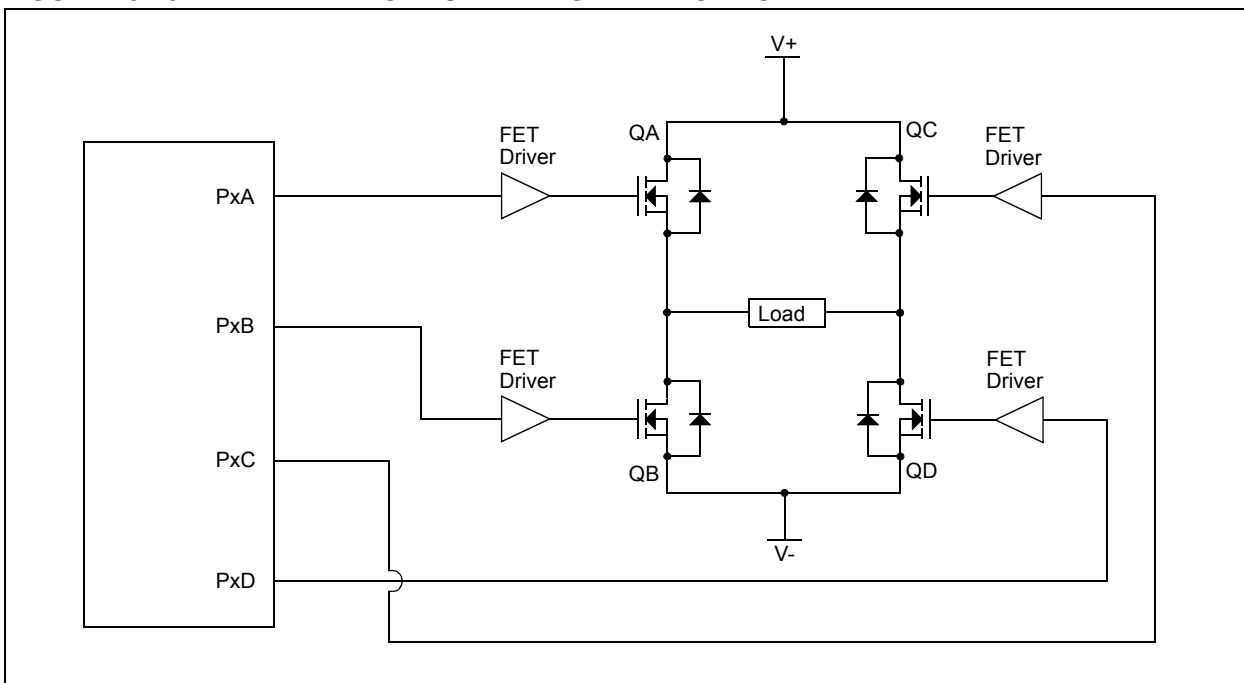 V+
QA
FET
Driver
QC
FET
Driver
PxA
Load
PxB
FET
Driver
FET
Driver
PxC
QB
QD
V-
PxD